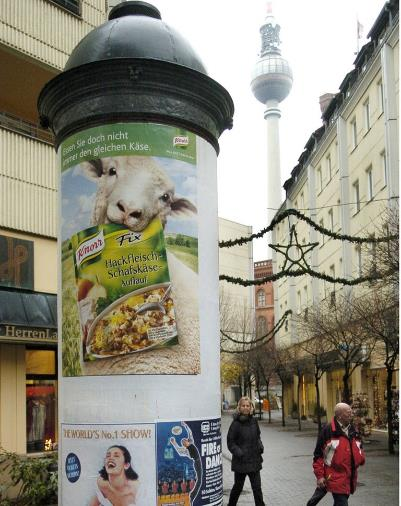 Essen Sie doch nicht
immer den gleichen Käse.
Knorr
Knorr
Fix
Hackfleisch-
Schafskäse-
Auflauf
HerrenLa
THE WORLD'S No.1 SHOW!
FIRE of
DANCE